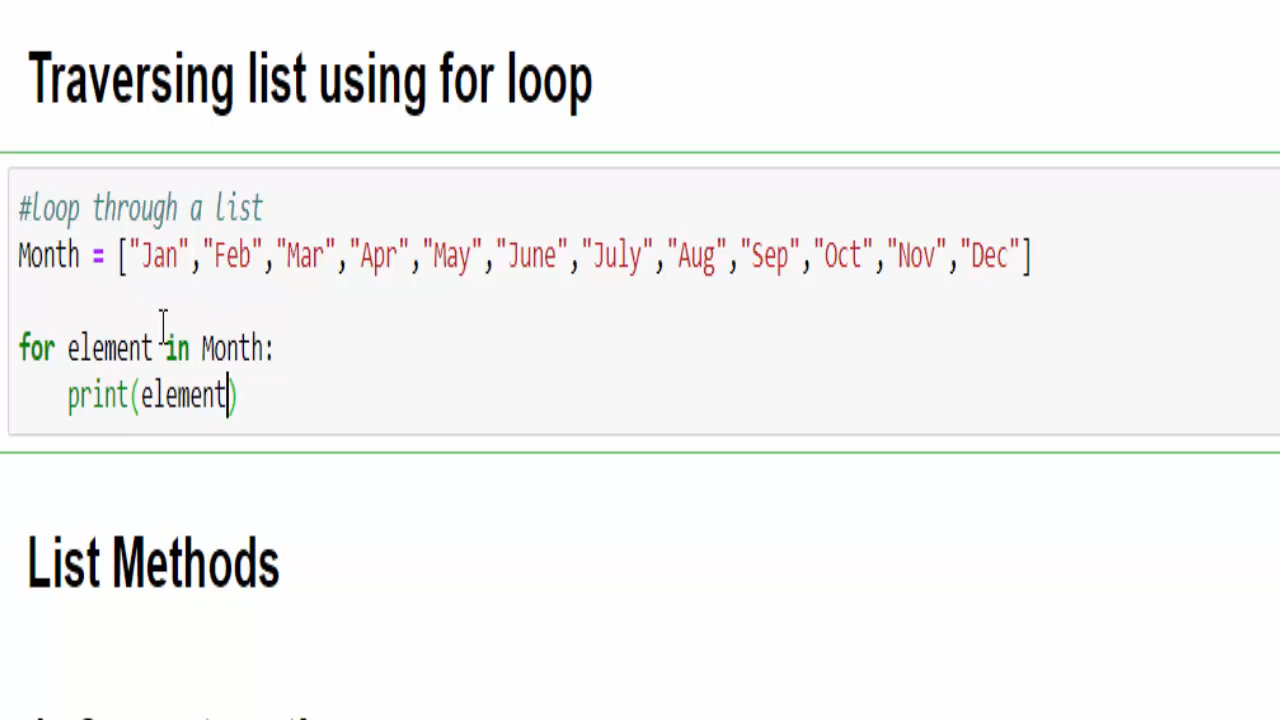 Traversing list using for loop
#loop through a list
Month = ["Jan","Feb","Mar","Apr","May","June","July","Aug","Sep","Oct","Nov","Dec"]
for element in Month:
print(element)
List Methods